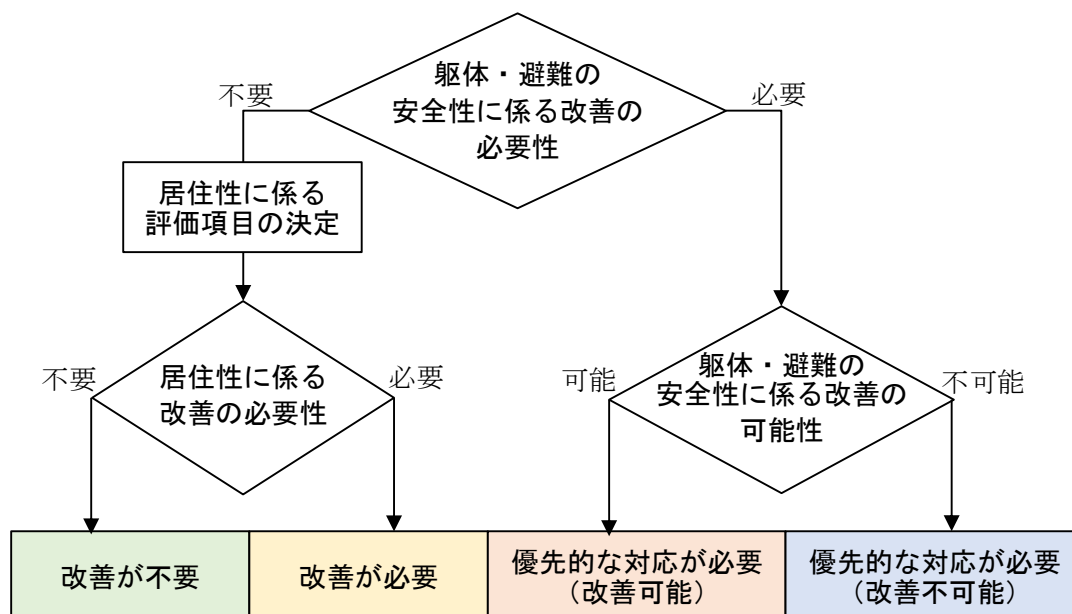 躯体・避難の
安全性に係る改善の
必要性
不要
必要
居住性に係る
評価項目の決定
不要
居住性に係る
改善の必要性
必要
可能
躯体・避難の
安全性に係る改善の
可能性
不可能
改善が不要
改善が必要
優先的な対応が必要
（改善可能）
優先的な対応が必要
（改善不可能）